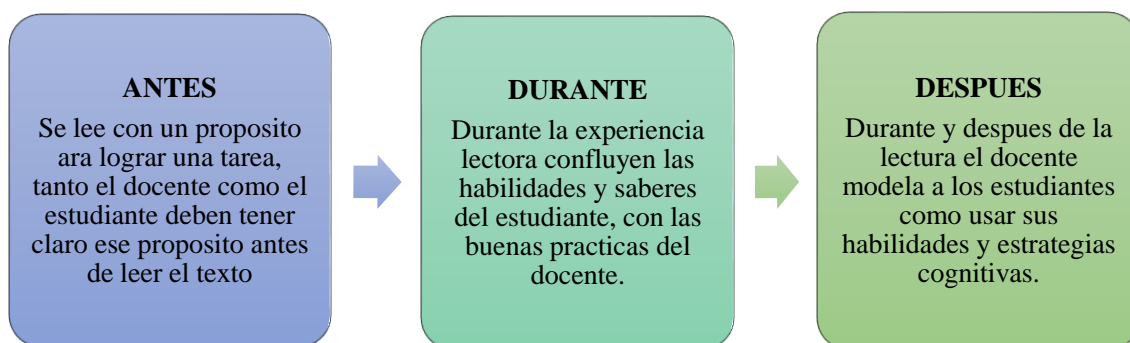 ANTES
Se lee con un proposito
ara lograr una tarea,
tanto el docente como el
estudiante deben tener
claro ese proposito antes
de leer el texto
DURANTE
Durante la experiencia
lectora confluyen las
habilidades y saberes
del estudiante, con las
buenas practicas del
docente.
DESPUES
Durante y despues de la
lectura el docente
modela a los estudiantes
como usar sus
habilidades y estrategias
cognitivas.